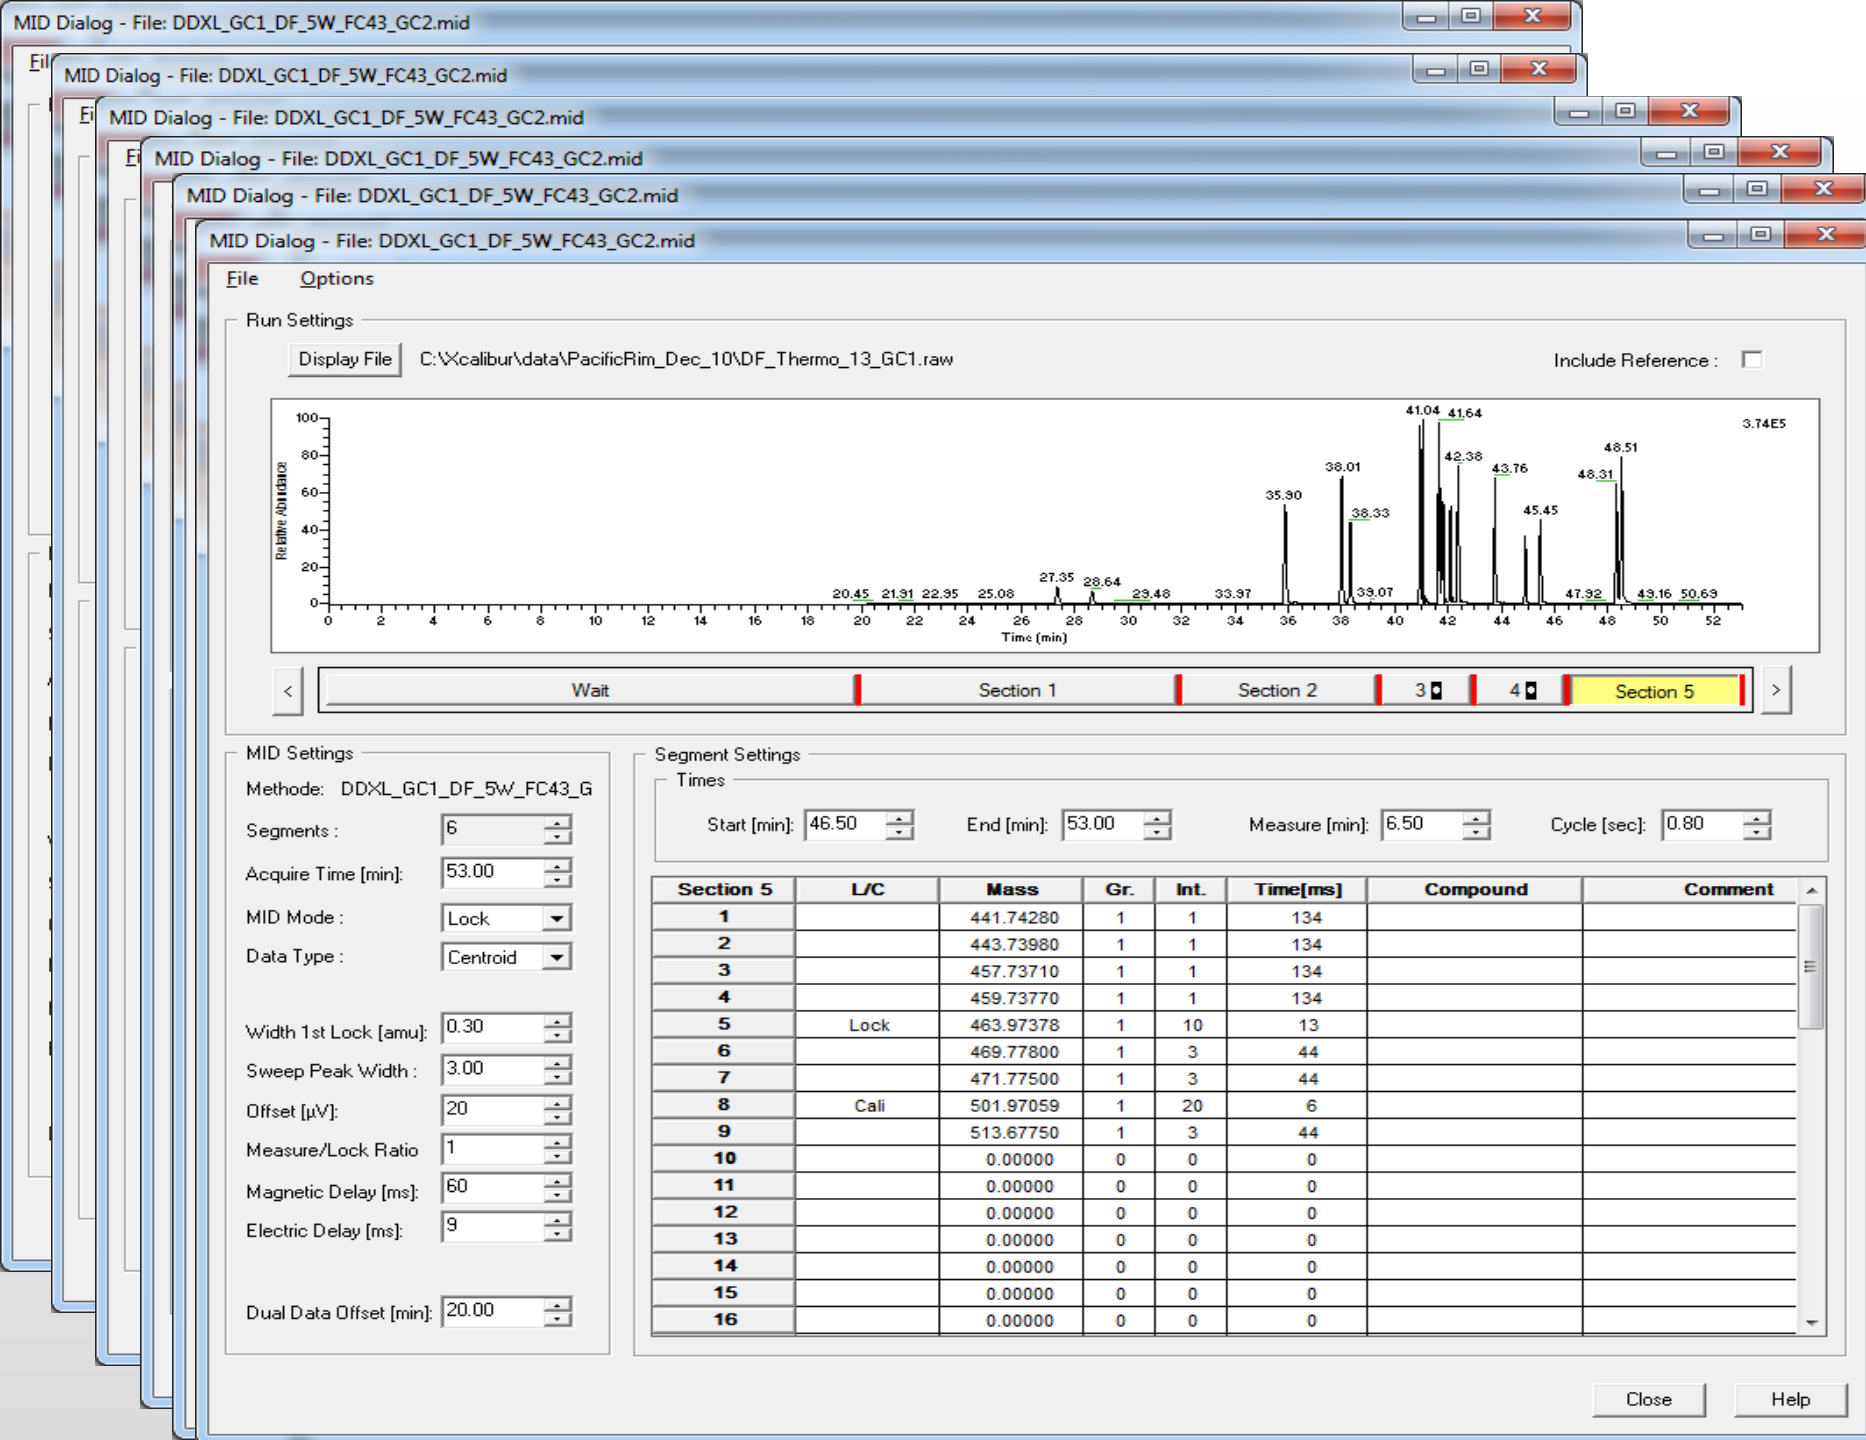 MID Dialog - File: DDXL_GC1_DF_5W_FC43_GC2.mid
MID Dialog - File: DDXL_GC1_DF_5W_FC43_GC2.mid
MID Dialog - File: DDXL_GC1_DF_5W_FC43_GC2.mid
MID Dialog - File: DDXL_GC1_DF_5W_FC43_GC2.mid
MID Dialog - File: DDXL_GC1_DF_5W_FC43_GC2.mid
MID Dialog - File: DDXL_GC1_DF_5W_FC43_GC2.mid
File Options
Run Settings
Display File C:\Xcalibur\data\PacificRim_Dec_10\DF_Thermo_13_GC1.raw Include Reference :
3.74E5
Relative Abundance
100
80
60
40
20
0
20.45 21.91 22.95 25.08 27.35 28.64 29.48 33.97 35.90 38.01 38.33 39.07 41.04 41.64 42.38 43.76 45.45 47.92 48.31 48.51 49.16 50.69
0 2 4 6 8 10 12 14 16 18 20 22 24 26 28 30 32 34 36 38 40 42 44 46 48 50 52
Time (min)
< Wait Section 1 Section 2 3 4 Section 5 >
MID Settings
Methode: DDXL_GC1_DF_5W_FC43_G
Segments : 6
Acquire Time [min]: 53.00
MID Mode : Lock
Data Type : Centroid
Width 1st Lock [amu]: 0.30
Sweep Peak Width : 3.00
Offset [µV]: 20
Measure/Lock Ratio 1
Magnetic Delay [ms]: 60
Electric Delay [ms]: 9
Dual Data Offset [min]: 20.00
Segment Settings
Times
Start [min]: 46.50 End [min]: 53.00 Measure [min]: 6.50 Cycle [sec]: 0.80
Section 5 L/C Mass Gr. Int. Time[ms] Compound Comment
1 441.74280 1 1 134
2 443.73980 1 1 134
3 457.73710 1 1 134
4 459.73770 1 1 134
5 Lock 463.97378 1 10 13
6 469.77800 1 3 44
7 471.77500 1 3 44
8 Cali 501.97059 1 20 6
9 513.67750 1 3 44
10 0.00000 0 0 0
11 0.00000 0 0 0
12 0.00000 0 0 0
13 0.00000 0 0 0
14 0.00000 0 0 0
15 0.00000 0 0 0
16 0.00000 0 0 0
Close Help